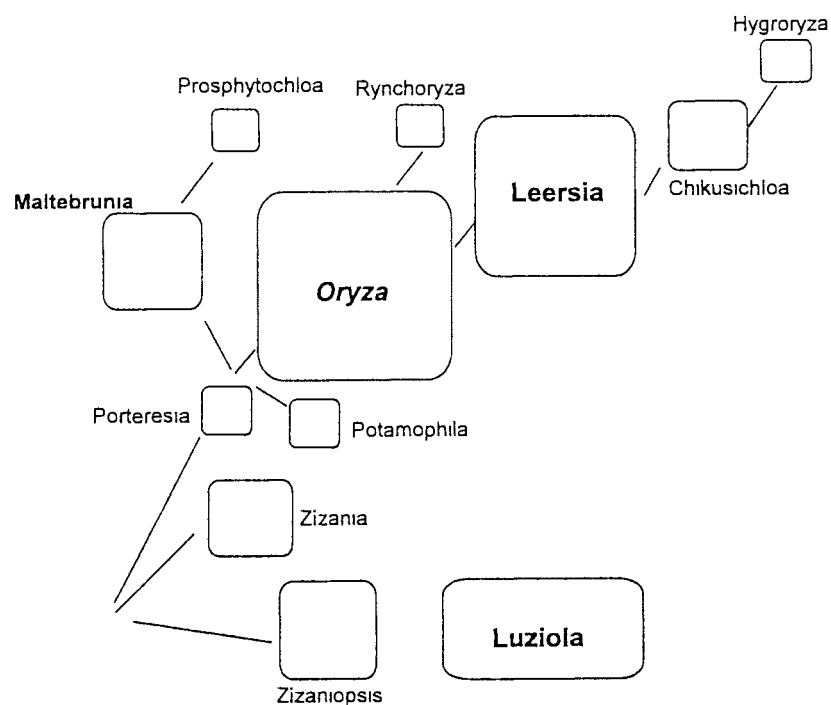 Hygroryza
Prosphytochloa
Rynchoryza
Leersia
Chikusichloa
Maltebrunia
Oryza
Porteresia
Potamophila
Zizania
Luziola
Zizaniopsis